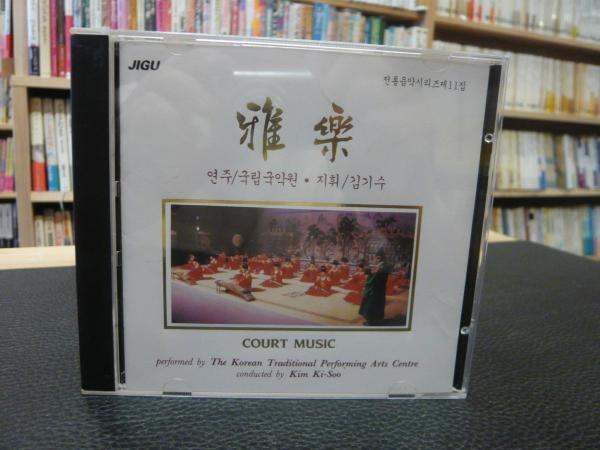 JIGU
전통음악시리즈제11집
雅樂
연주/국립국악원 • 지휘/김기수
COURT MUSIC
performed by The Korean Traditional Performing Arts Centre
conducted by Kim Ki-Soo